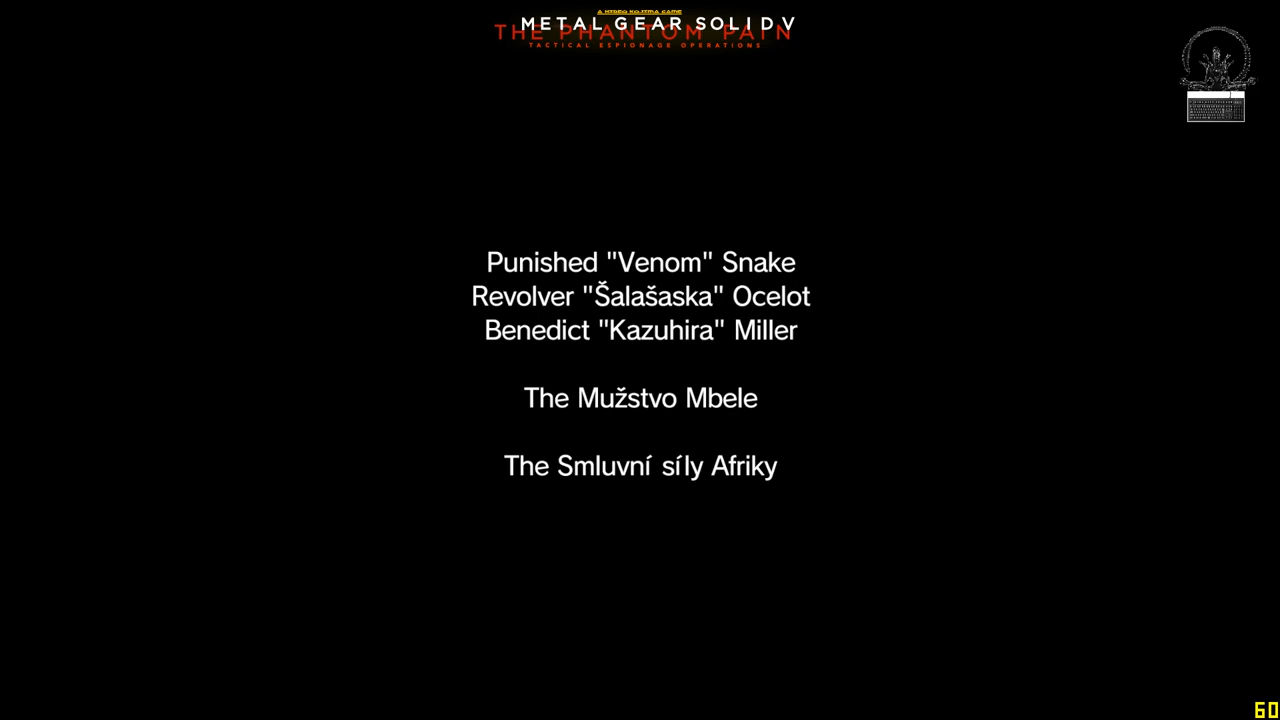 A HIDEO KOJIMA GAME
METAL GEAR SOLID V
THE PHANTOM PAIN
TACTICAL ESPIONAGE OPERATIONS
Punished "Venom" Snake
Revolver "Šalašaska" Ocelot
Benedict "Kazuhira" Miller
The Mužstvo Mbele
The Smluvní síly Afriky
60